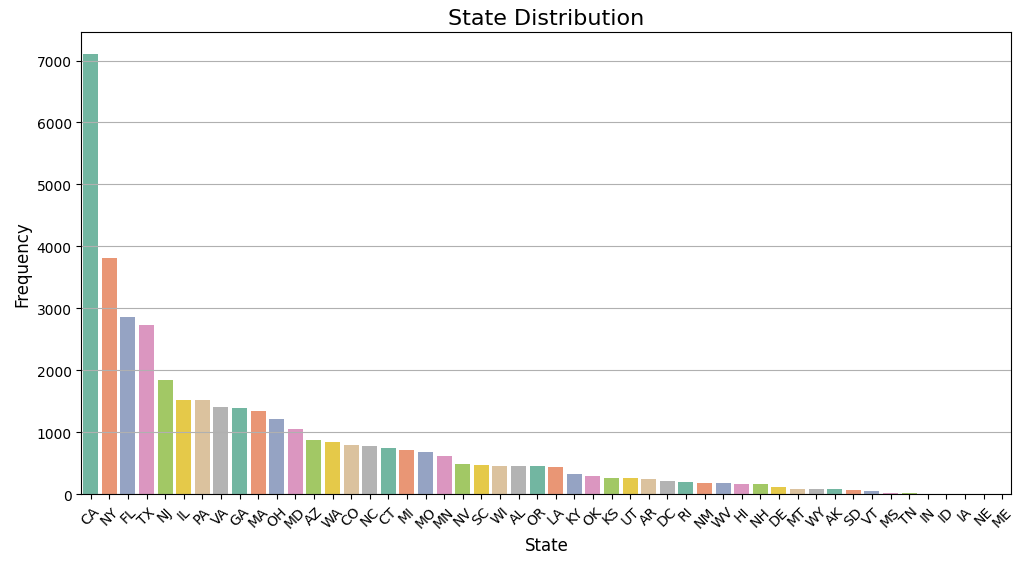 State Distribution
Frequency
7000
6000
5000
4000
3000
2000
1000
0
CA NY FL TX NJ IL PA VA GA MA OH MD AZ WA CO NC CT MI MO MN NV SC WI AL OR LA KY OK KS UT AR DC RI NM WV HI NH DE MT WY AK SD VT MS TN IN ID IA NE ME
State